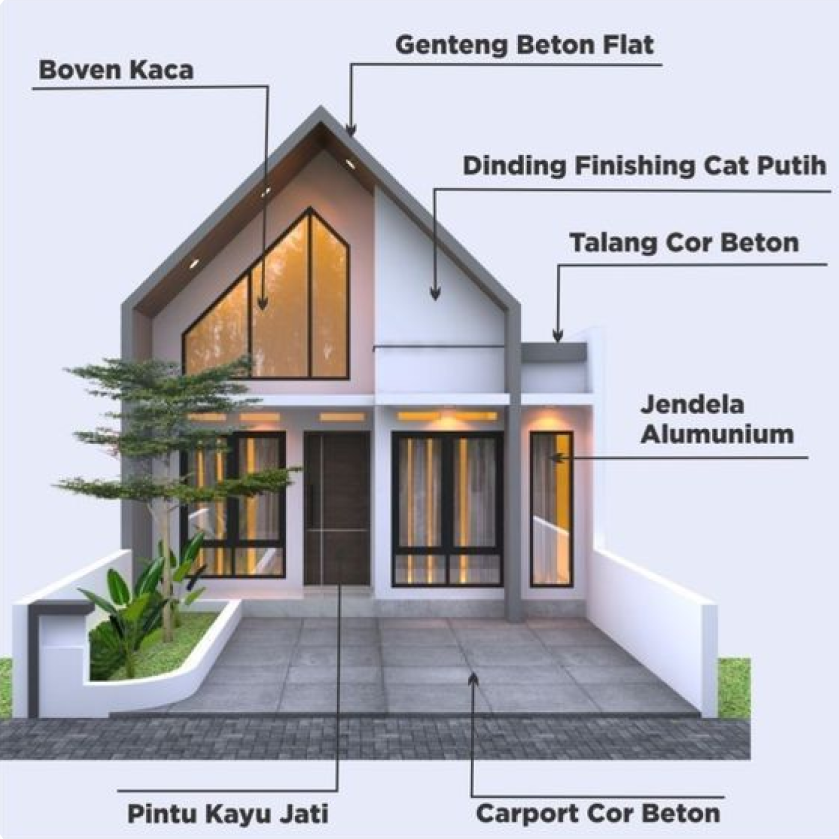 Genteng Beton Flat
Boven Kaca
Dinding Finishing Cat Putih
Talang Cor Beton
Jendela
Alumunium
Pintu Kayu Jati
Carport Cor Beton